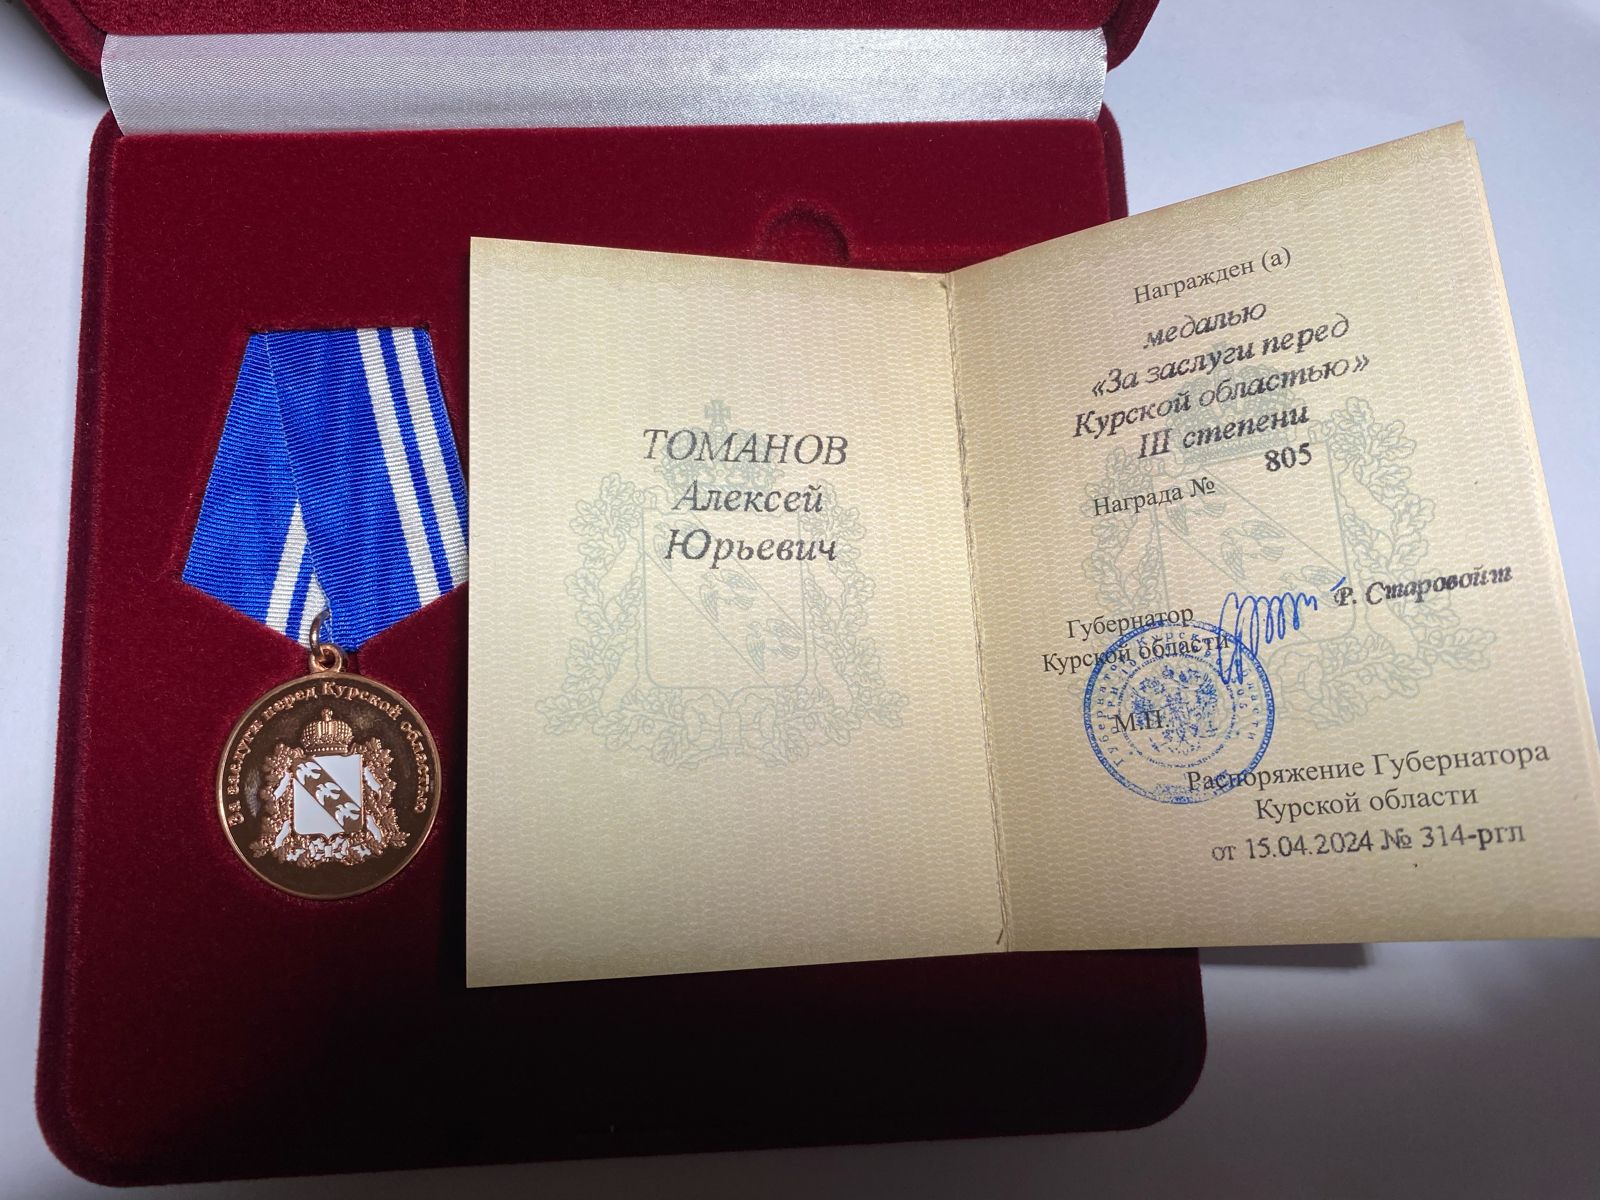 За заслуги перед Курской областью
ТОМАНОВ
Алексей
Юрьевич
Награжден (а)
медалью
«За заслуги перед
Курской областью»
III степени
805
Награда №
Губернатор
Курской области
Р. Старовойт
М.П.
Распоряжение Губернатора
Курской области
от 15.04.2024 № 314-ргл